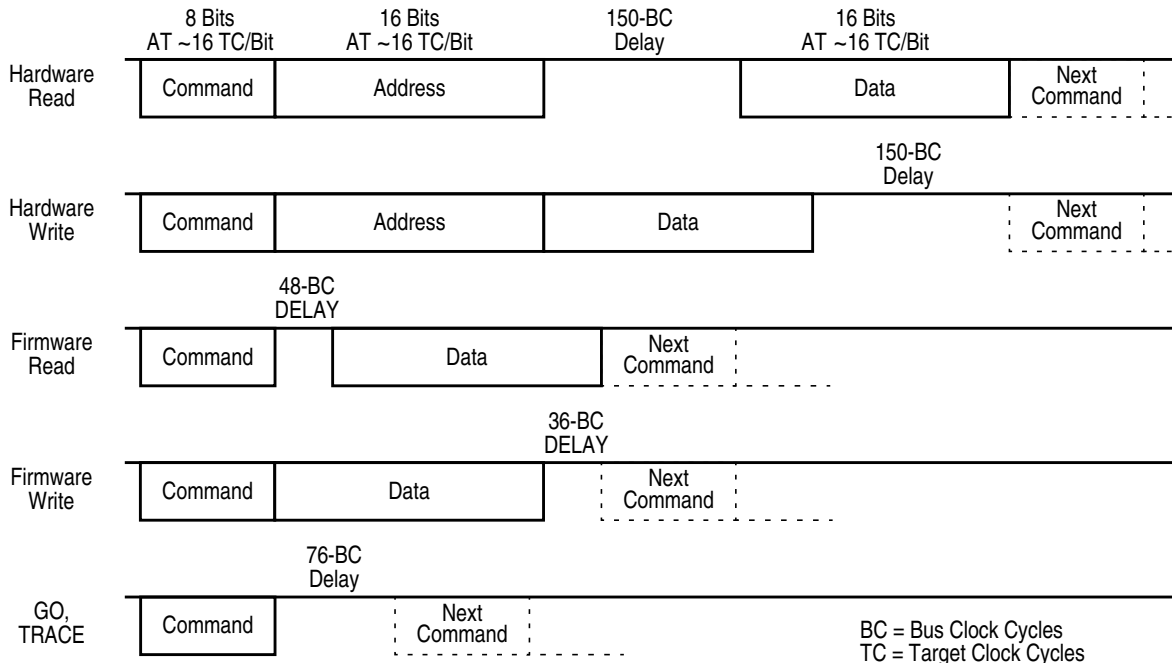 8 Bits
AT ~16 TC/Bit
16 Bits
AT ~16 TC/Bit
150-BC
Delay
16 Bits
AT ~16 TC/Bit
Hardware
Read
Command
Address
Data
Next
Command
150-BC
Delay
Hardware
Write
Command
Address
Data
Next
Command
48-BC
DELAY
Firmware
Read
Command
Data
Next
Command
36-BC
DELAY
Firmware
Write
Command
Data
Next
Command
76-BC
Delay
GO,
TRACE
Command
Next
Command
BC = Bus Clock Cycles
TC = Target Clock Cycles